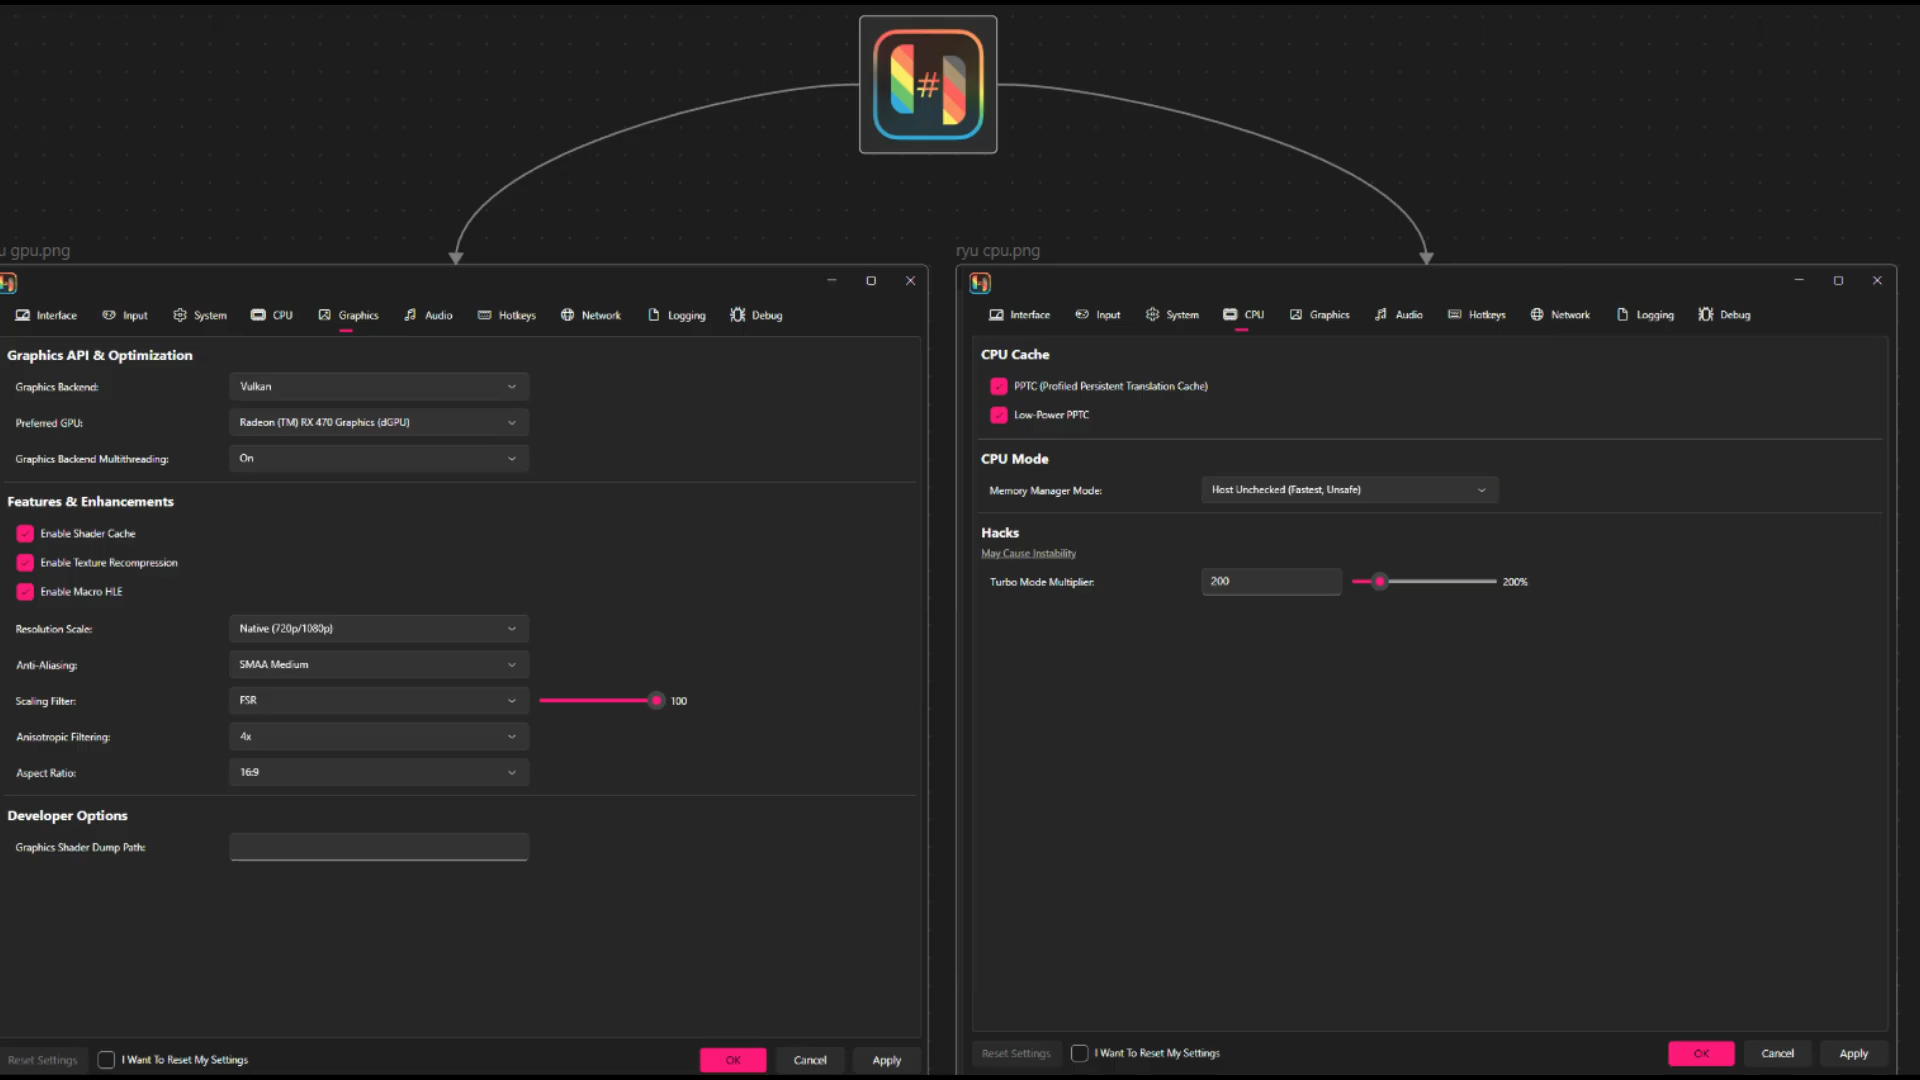 #
u gpu.png
Interface Input System CPU Graphics Audio Hotkeys Network Logging Debug
Graphics API & Optimization
Graphics Backend: Vulkan
Preferred GPU: Radeon (TM) RX 470 Graphics (dGPU)
Graphics Backend Multithreading: On
Features & Enhancements
Enable Shader Cache
Enable Texture Recompression
Enable Macro HLE
Resolution Scale: Native (720p/1080p)
Anti-Aliasing: SMAA Medium
Scaling Filter: FSR 100
Anisotropic Filtering: 4x
Aspect Ratio: 16:9
Developer Options
Graphics Shader Dump Path:
Reset Settings I Want To Reset My Settings OK Cancel Apply
ryu cpu.png
Interface Input System CPU Graphics Audio Hotkeys Network Logging Debug
CPU Cache
PPTC (Profiled Persistent Translation Cache)
Low-Power PPTC
CPU Mode
Memory Manager Mode: Host Unchecked (Fastest, Unsafe)
Hacks
May Cause Instability
Turbo Mode Multiplier: 200 200%
Reset Settings I Want To Reset My Settings OK Cancel Apply